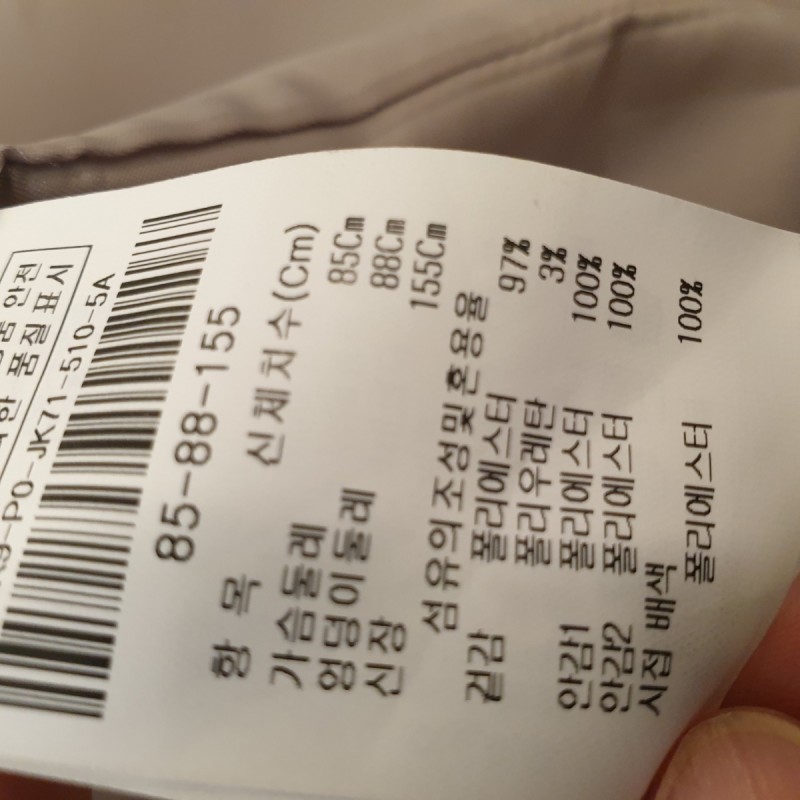 안전
품질 표시
-PO-JK71-510-5A
85-88-155
항 목 신체치수(Cm)
가슴둘레 85Cm
엉덩이둘레 88Cm
신장 155Cm
섬유의조성및혼용율
겉감 폴리에스터 97%
폴리우레탄 3%
안감1 폴리에스터 100%
안감2 폴리에스터 100%
시접 배색
폴리에스터 100%